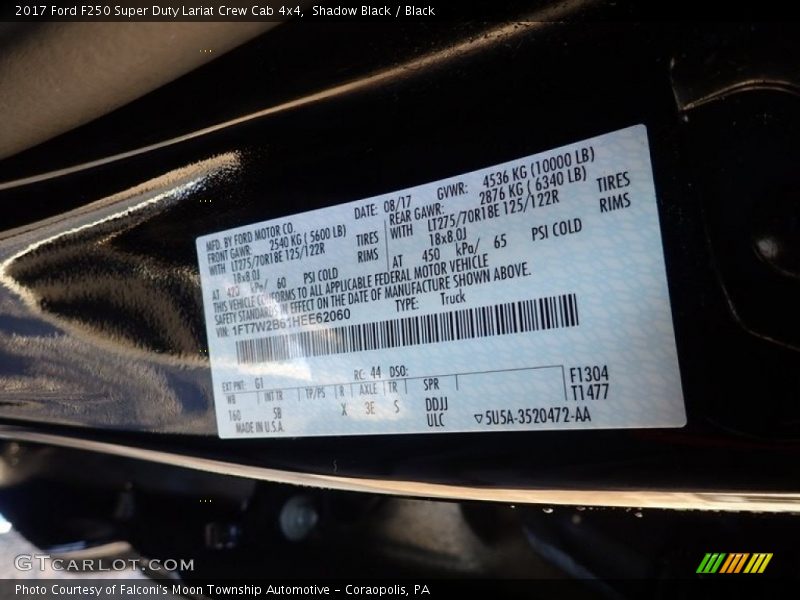 2017 Ford F250 Super Duty Lariat Crew Cab 4x4, Shadow Black / Black
MFD. BY FORD MOTOR CO.
DATE: 08/17 GVWR: 4536 KG (10000 LB)
FRONT GAWR: 2540 KG (5600 LB)
REAR GAWR: 2876 KG (6340 LB)
WITH LT275/70R18E 125/122R TIRES
WITH LT275/70R18E 125/122R TIRES
18x8.0J RIMS
18x8.0J RIMS
AT 420 kPa/ 60 PSI COLD
AT 450 kPa/ 65 PSI COLD
THIS VEHICLE CONFORMS TO ALL APPLICABLE FEDERAL MOTOR VEHICLE
SAFETY STANDARDS IN EFFECT ON THE DATE OF MANUFACTURE SHOWN ABOVE.
VIN: 1FT7W2B61HEE62060
TYPE: Truck
EXT PNT: G1 RC: 44 DSO:
WB INT TR TP/PS R AXLE TR SPR
160 SB X 3E S DDJJ
ULC
F1304
T1477
MADE IN U.S.A.
▽5U5A-3520472-AA
GTCARLOT.COM
Photo Courtesy of Falconi's Moon Township Automotive - Coraopolis, PA